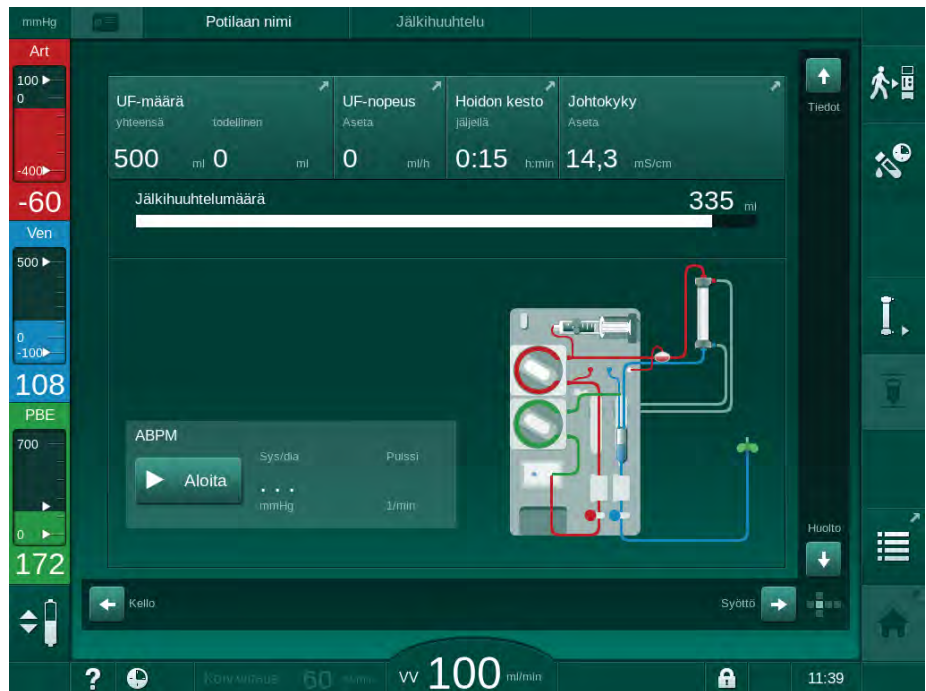 mmHg Potilaan nimi Jälkihuuhtelu
Art
100
0
-400
-60
Ven
500
0
-100
108
PBE
700
0
172
UF-määrä
yhteensä todellinen
500 ml 0 ml
UF-nopeus
Aseta
0 ml/h
Hoidon kesto
jäljellä
0:15 h:min
Johtokyky
Aseta
14,3 mS/cm
Jälkihuuhtelumäärä 335 ml
ABPM
Sys/dia Pulssi
Aloita . . .
mmHg 1/min
Tiedot
Huolto
Kello Syöttö
? 60 VV 100 ml/min 11:39